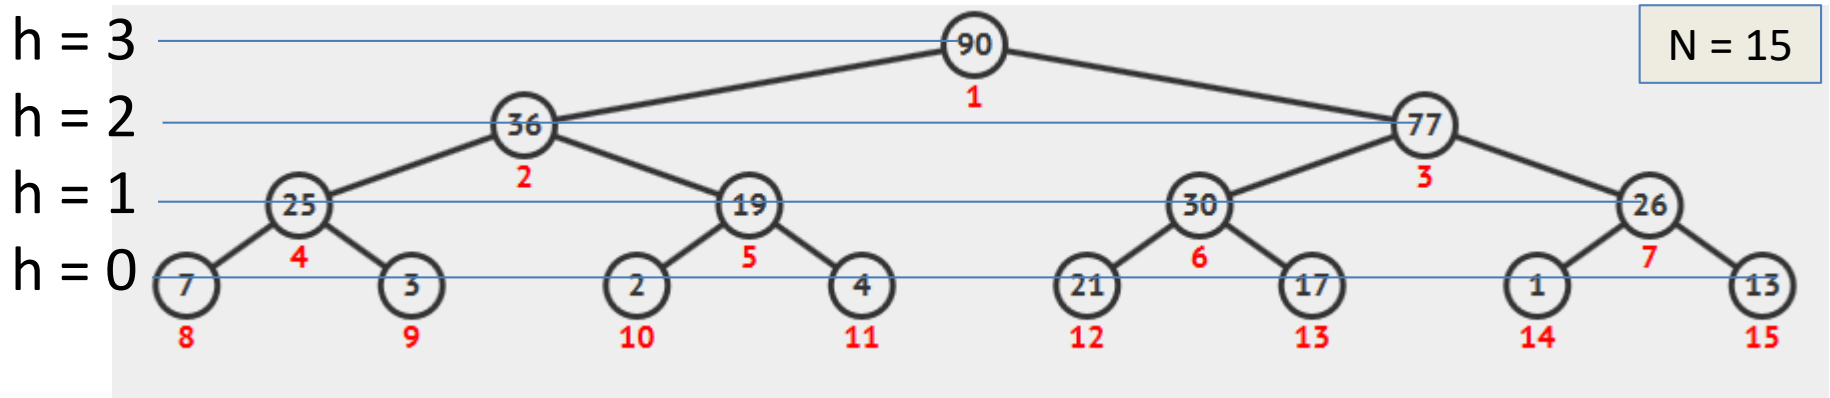 h = 3 90 N = 15
1
h = 2 36 77
2 3
h = 1 25 19 30 26
4 5 6 7
h = 0 7 3 2 4 21 17 1 13
8 9 10 11 12 13 14 15